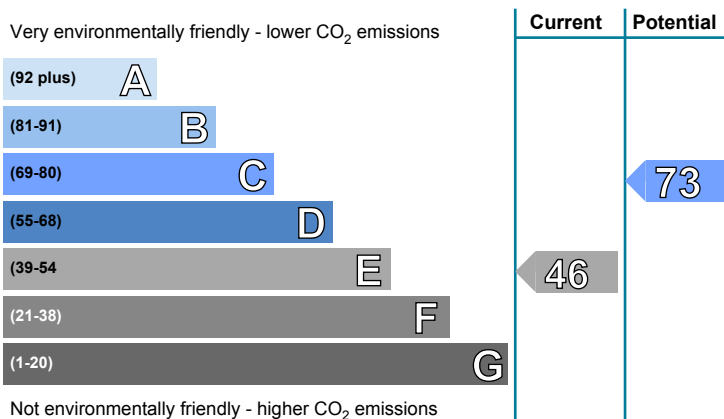 Current Potential
Very environmentally friendly - lower CO2 emissions
(92 plus) A
(81-91) B
(69-80) C
73
(55-68) D
(39-54 E
46
(21-38) F
(1-20) G
Not environmentally friendly - higher CO2 emissions